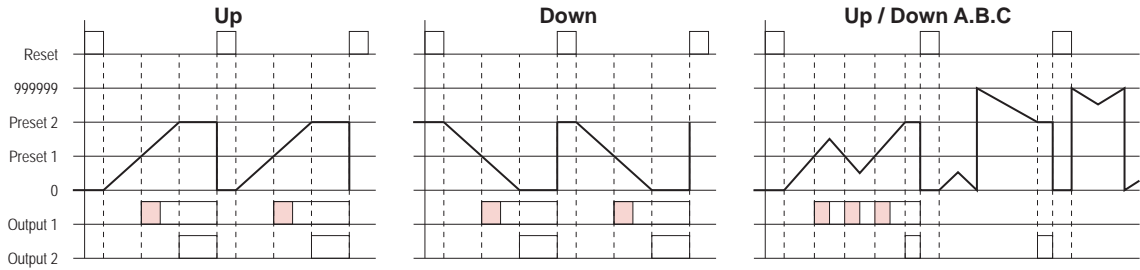 Up
Down
Up / Down A.B.C
Reset
999999
Preset 2
Preset 1
0
Output 1
Output 2